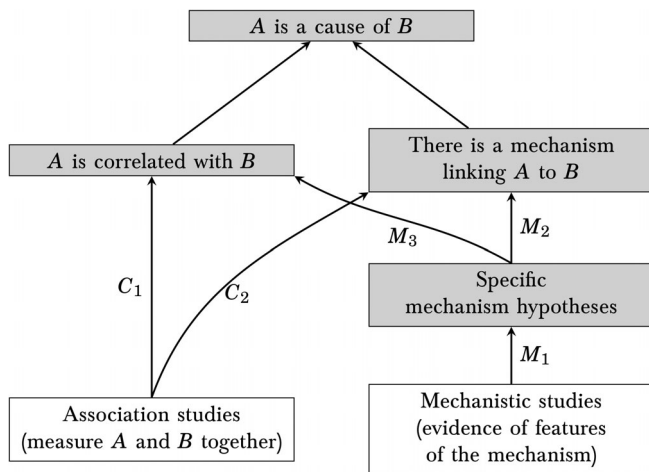 A is a cause of B
A is correlated with B
There is a mechanism
linking A to B
M₃
M₂
C₁
C₂
Specific
mechanism hypotheses
M₁
Association studies
(measure A and B together)
Mechanistic studies
(evidence of features
of the mechanism)